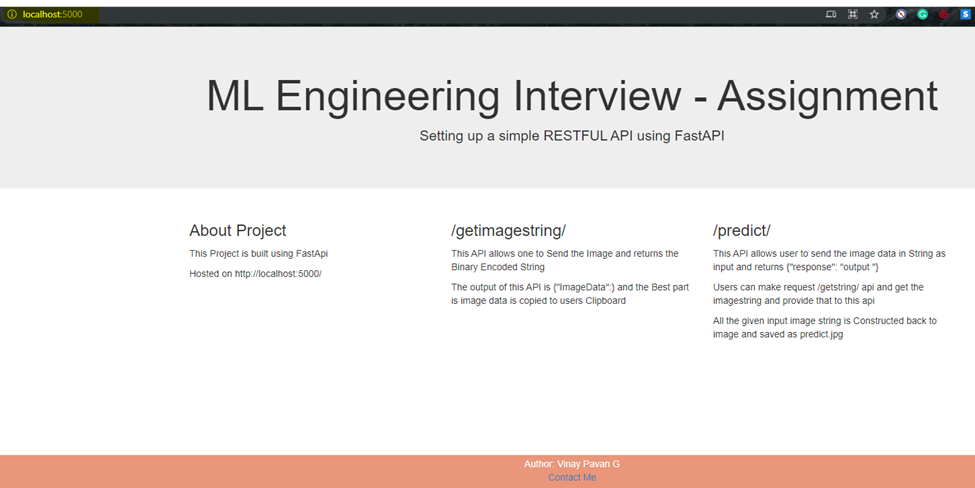 localhost:5000
ML Engineering Interview - Assignment
Setting up a simple RESTFUL API using FastAPI
About Project
This Project is built using FastApi
Hosted on http://localhost:5000/
/getimagestring/
This API allows one to Send the Image and returns the
Binary Encoded String
The output of this API is {"ImageData":} and the Best part
is image data is copied to users Clipboard
/predict/
This API allows user to send the image data in String as
input and returns {"response": "output "}
Users can make request /getstring/ api and get the
imagestring and provide that to this api
All the given input image string is Constructed back to
image and saved as predict.jpg
Author: Vinay Pavan G
Contact Me